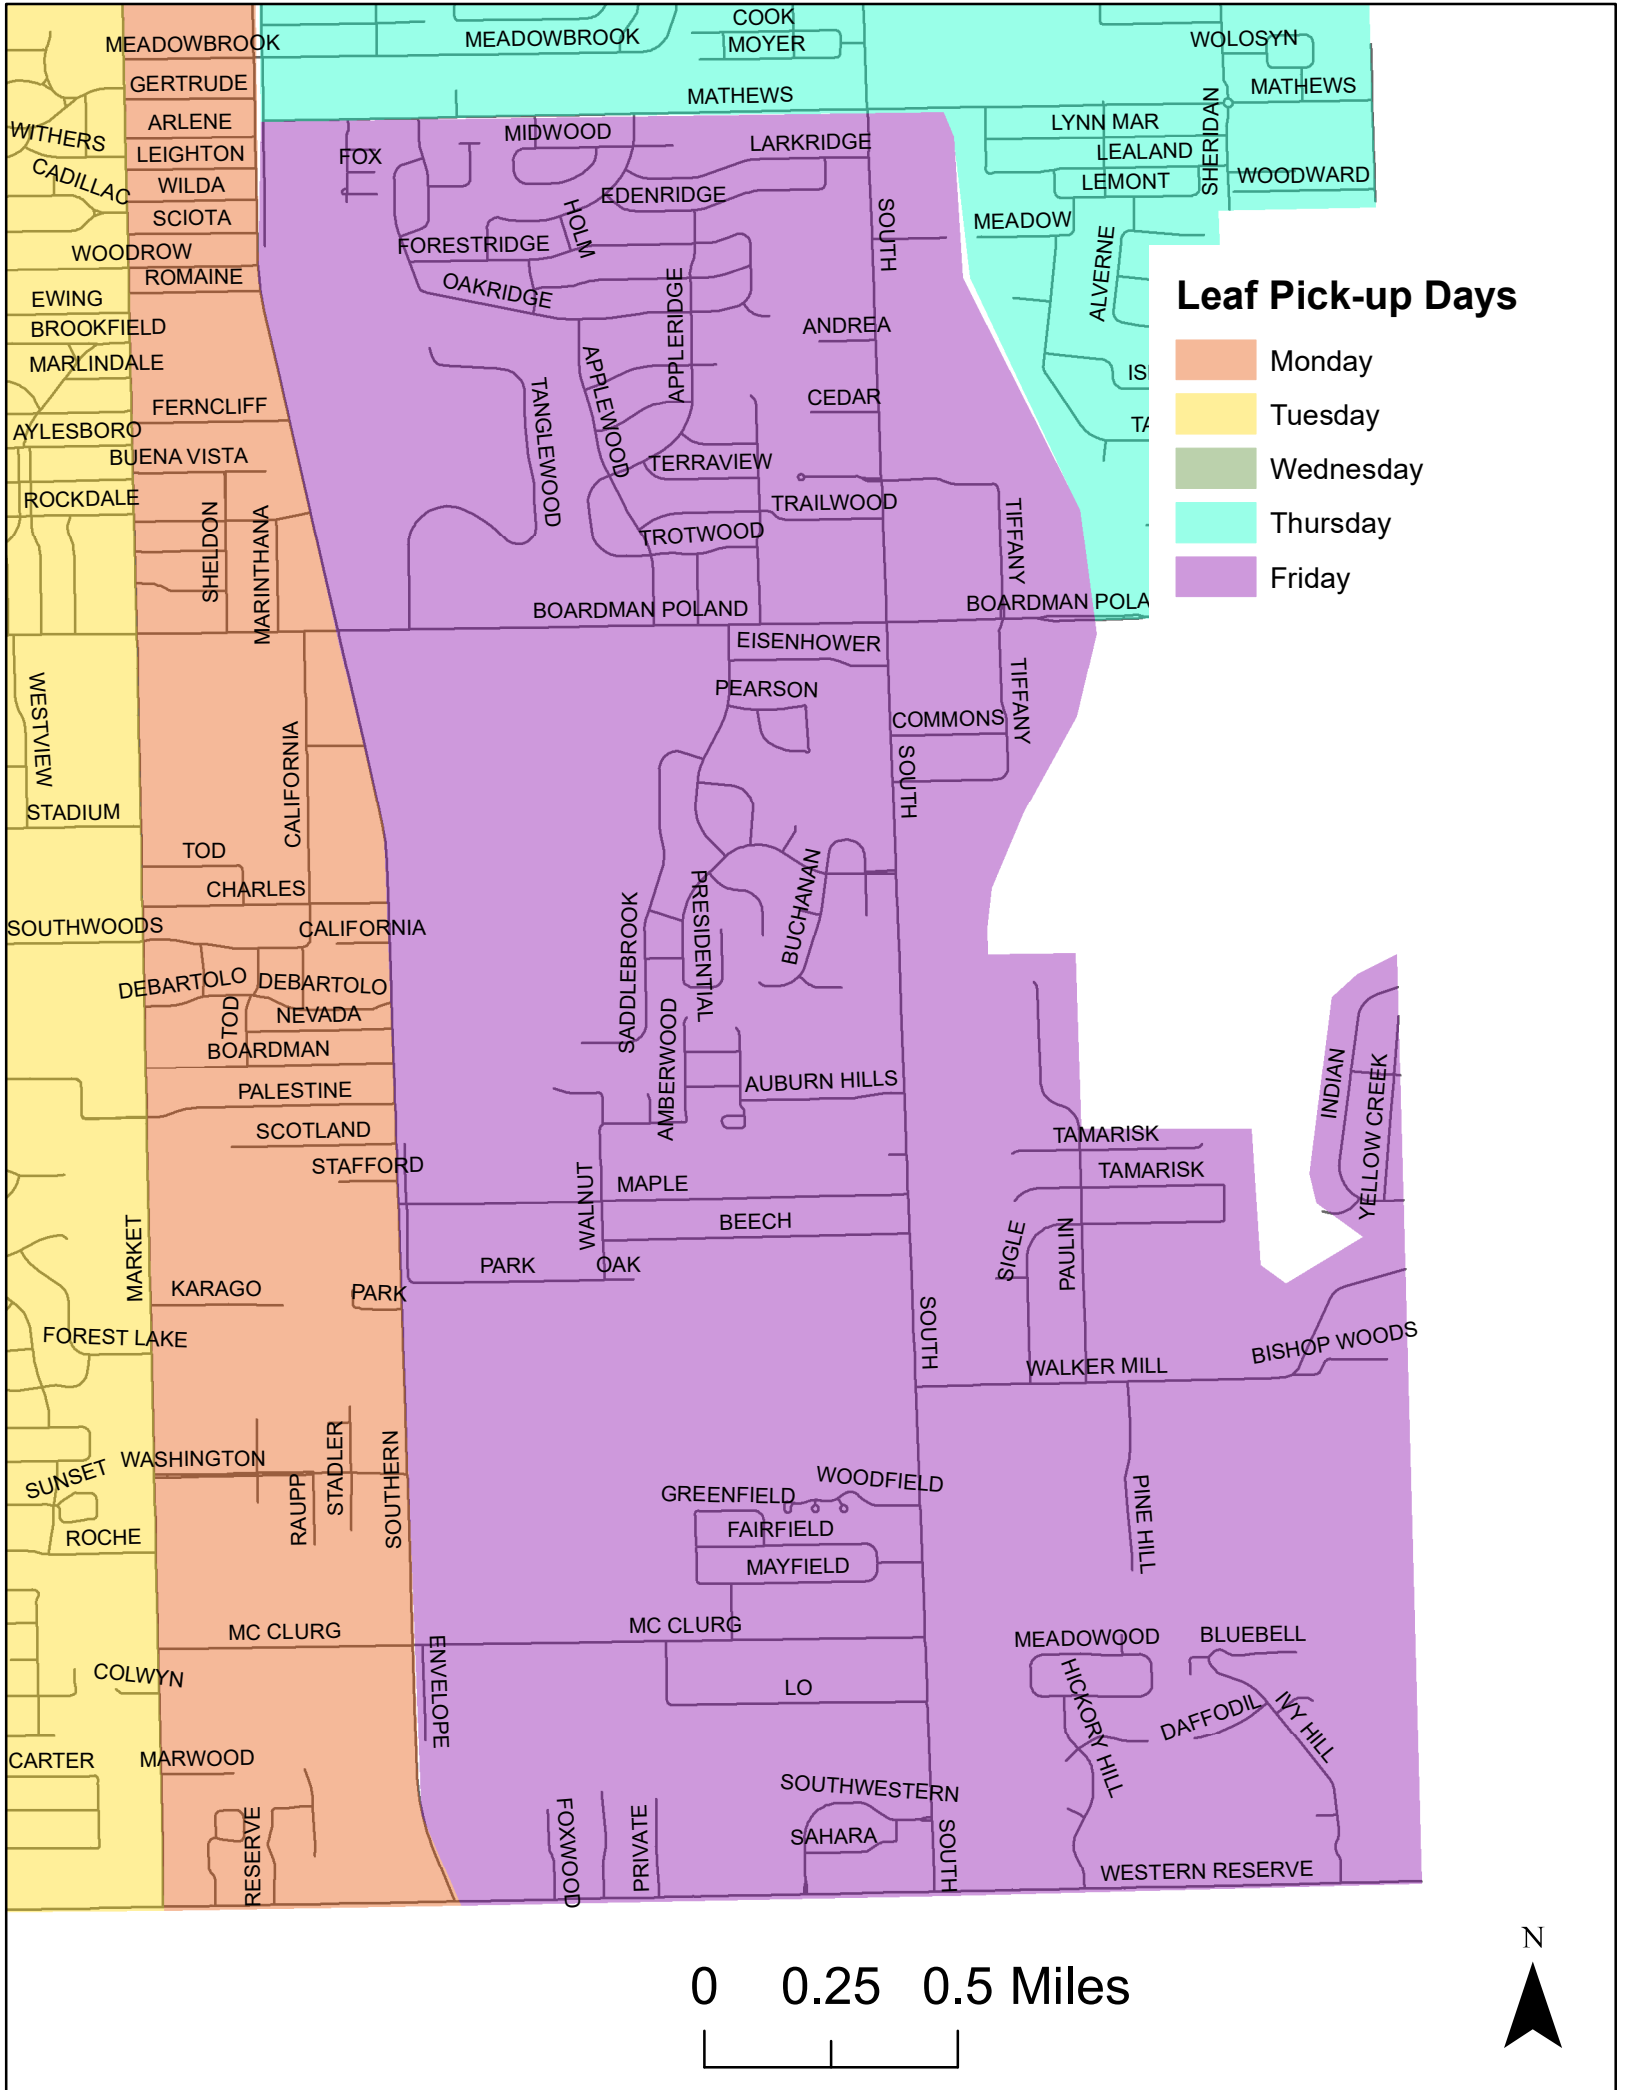 COOK
MEADOWBROOK
MEADOWBROOK
MOYER
WOLOSYN
GERTRUDE
MATHEWS
MATHEWS
ARLENE
WITHERS
MIDWOOD
LARKRIDGE
LYNN MAR
SHERIDAN
LEIGHTON
FOX
LEALAND
CADILLAC
WILDA
EDENRIDGE
LEMONT
WOODWARD
SCIOTA
HOLM
SOUTH
MEADOW
WOODROW
FORESTRIDGE
ALVERNE
ROMAINE
OAKRIDGE
APPLERIDGE
Leaf Pick-up Days
EWING
BROOKFIELD
ANDREA
MARLINDALE
APPLEWOOD
Monday
TANGLEWOOD
IS
FERNCLIFF
CEDAR
Tuesday
AYLESBORO
TA
BUENA VISTA
TERRAVIEW
Wednesday
ROCKDALE
TRAILWOOD
SHELDON
MARINTHANA
TROTWOOD
TIFFANY
Thursday
BOARDMAN POLAND
BOARDMAN POLA
Friday
EISENHOWER
WESTVIEW
PEARSON
TIFFANY
COMMONS
CALIFORNIA
SOUTH
STADIUM
TOD
CHARLES
BUCHANAN
PRESIDENTIAL
SOUTHWOODS
CALIFORNIA
SADDLEBROOK
DEBARTOLO
DEBARTOLO
TOD
NEVADA
BOARDMAN
AMBERWOOD
INDIAN
YELLOW CREEK
PALESTINE
AUBURN HILLS
SCOTLAND
TAMARISK
STAFFORD
TAMARISK
WALNUT
MAPLE
BEECH
MARKET
SIGLE
PAULIN
PARK
OAK
KARAGO
PARK
SOUTH
FOREST LAKE
WALKER MILL
BISHOP WOODS
WASHINGTON
STADLER
SOUTHERN
SUNSET
RAUPP
WOODFIELD
GREENFIELD
PINE HILL
ROCHE
FAIRFIELD
MAYFIELD
MC CLURG
MC CLURG
ENVELOPE
MEADOWOOD
BLUEBELL
COLWYN
LO
HICKORY HILL
DAFFODIL
IVY HILL
CARTER
MARWOOD
SOUTHWESTERN
RESERVE
FOXWOOD
PRIVATE
SAHARA
SOUTH
WESTERN RESERVE
N
0 0.25 0.5 Miles